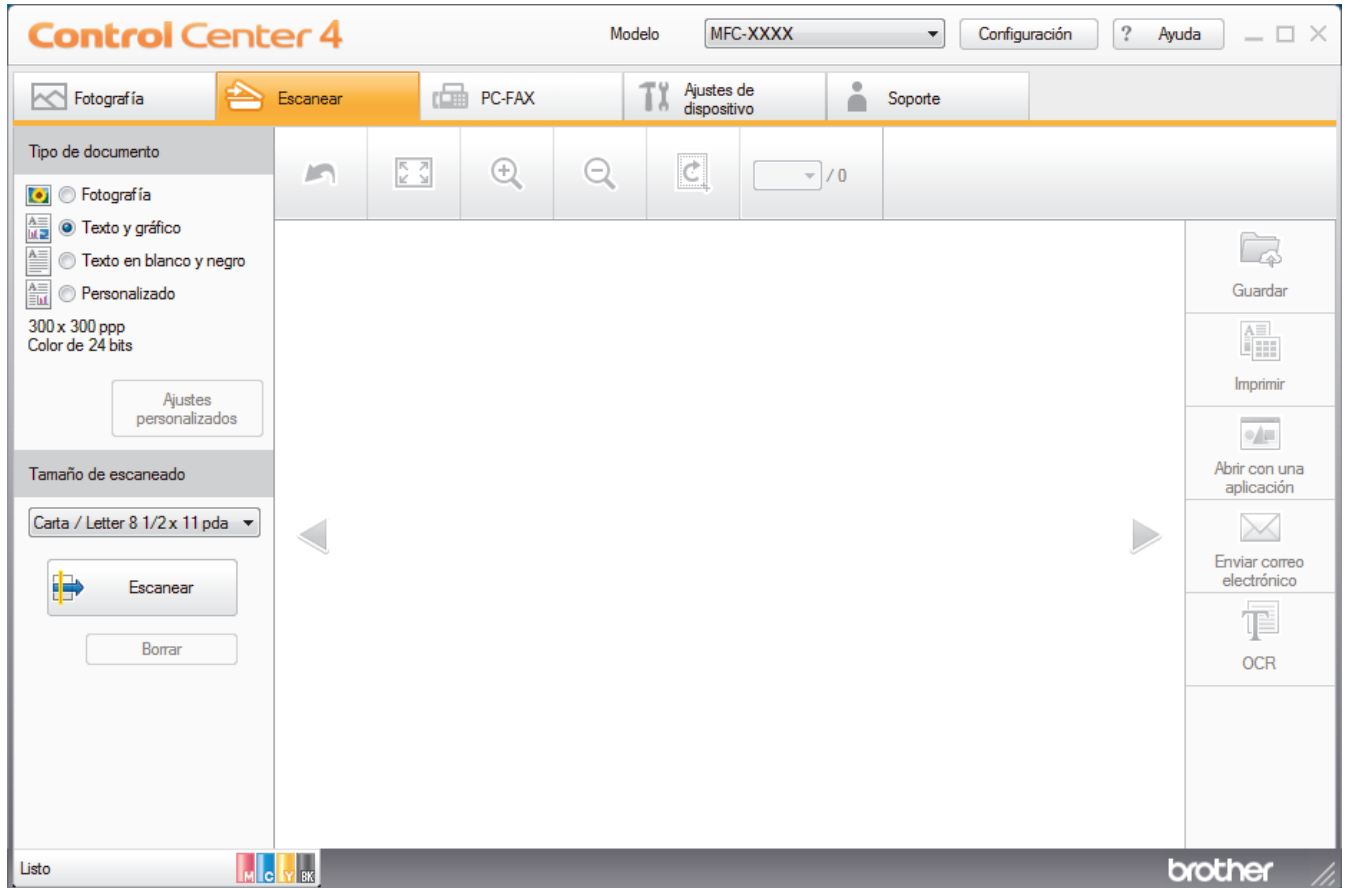 Control Center 4
Modelo
MFC-XXXX
Configuración
? Ayuda
Fotografía
Escanear
PC-FAX
Ajustes de
dispositivo
Soporte
Tipo de documento
Fotografía
Texto y gráfico
Texto en blanco y negro
Personalizado
300 x 300 ppp
Color de 24 bits
Ajustes
personalizados
Tamaño de escaneado
Carta / Letter 8 1/2 x 11 pda
Escanear
Borrar
/ 0
Guardar
Imprimir
Abrir con una
aplicación
Enviar correo
electrónico
OCR
Listo
M C Y BK
brother